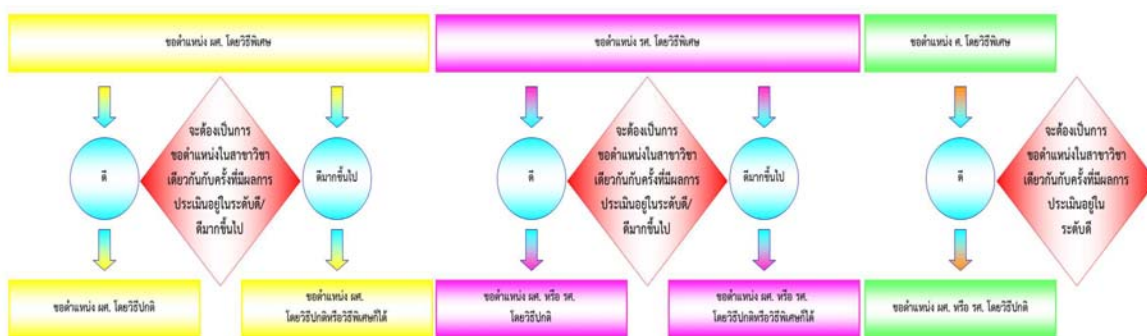 ขอดำแหน่ง ผศ. โดยวิธีพิเศษ
ขอดำแหน่ง รศ. โดยวิธีพิเศษ
ขอดำแหน่ง ศ. โดยวิธีพิเศษ
ดี
จะต้องเป็นการ
ขอดำแหน่งในสาขาวิชา
เดียวกันกับครั้งที่มีผลการ
ประเมินอยู่ในระดับดี/
ดีมากขึ้นไป
ดีมากขึ้นไป
ดี
จะต้องเป็นการ
ขอดำแหน่งในสาขาวิชา
เดียวกันกับครั้งที่มีผลการ
ประเมินอยู่ในระดับดี/
ดีมากขึ้นไป
ดีมากขึ้นไป
ดี
จะต้องเป็นการ
ขอดำแหน่งในสาขาวิชา
เดียวกันกับครั้งที่มีผลการ
ประเมินอยู่ใน
ระดับดี
ขอดำแหน่ง ผศ. โดยวิธีปกติ
ขอดำแหน่ง ผศ.
โดยวิธีปกติหรือวิธีพิเศษก็ได้
ขอดำแหน่ง ผศ. หรือ รศ.
โดยวิธีปกติ
ขอดำแหน่ง ผศ. หรือ รศ.
โดยวิธีปกติหรือวิธีพิเศษก็ได้
ขอดำแหน่ง ผศ. หรือ รศ. โดยวิธีปกติ